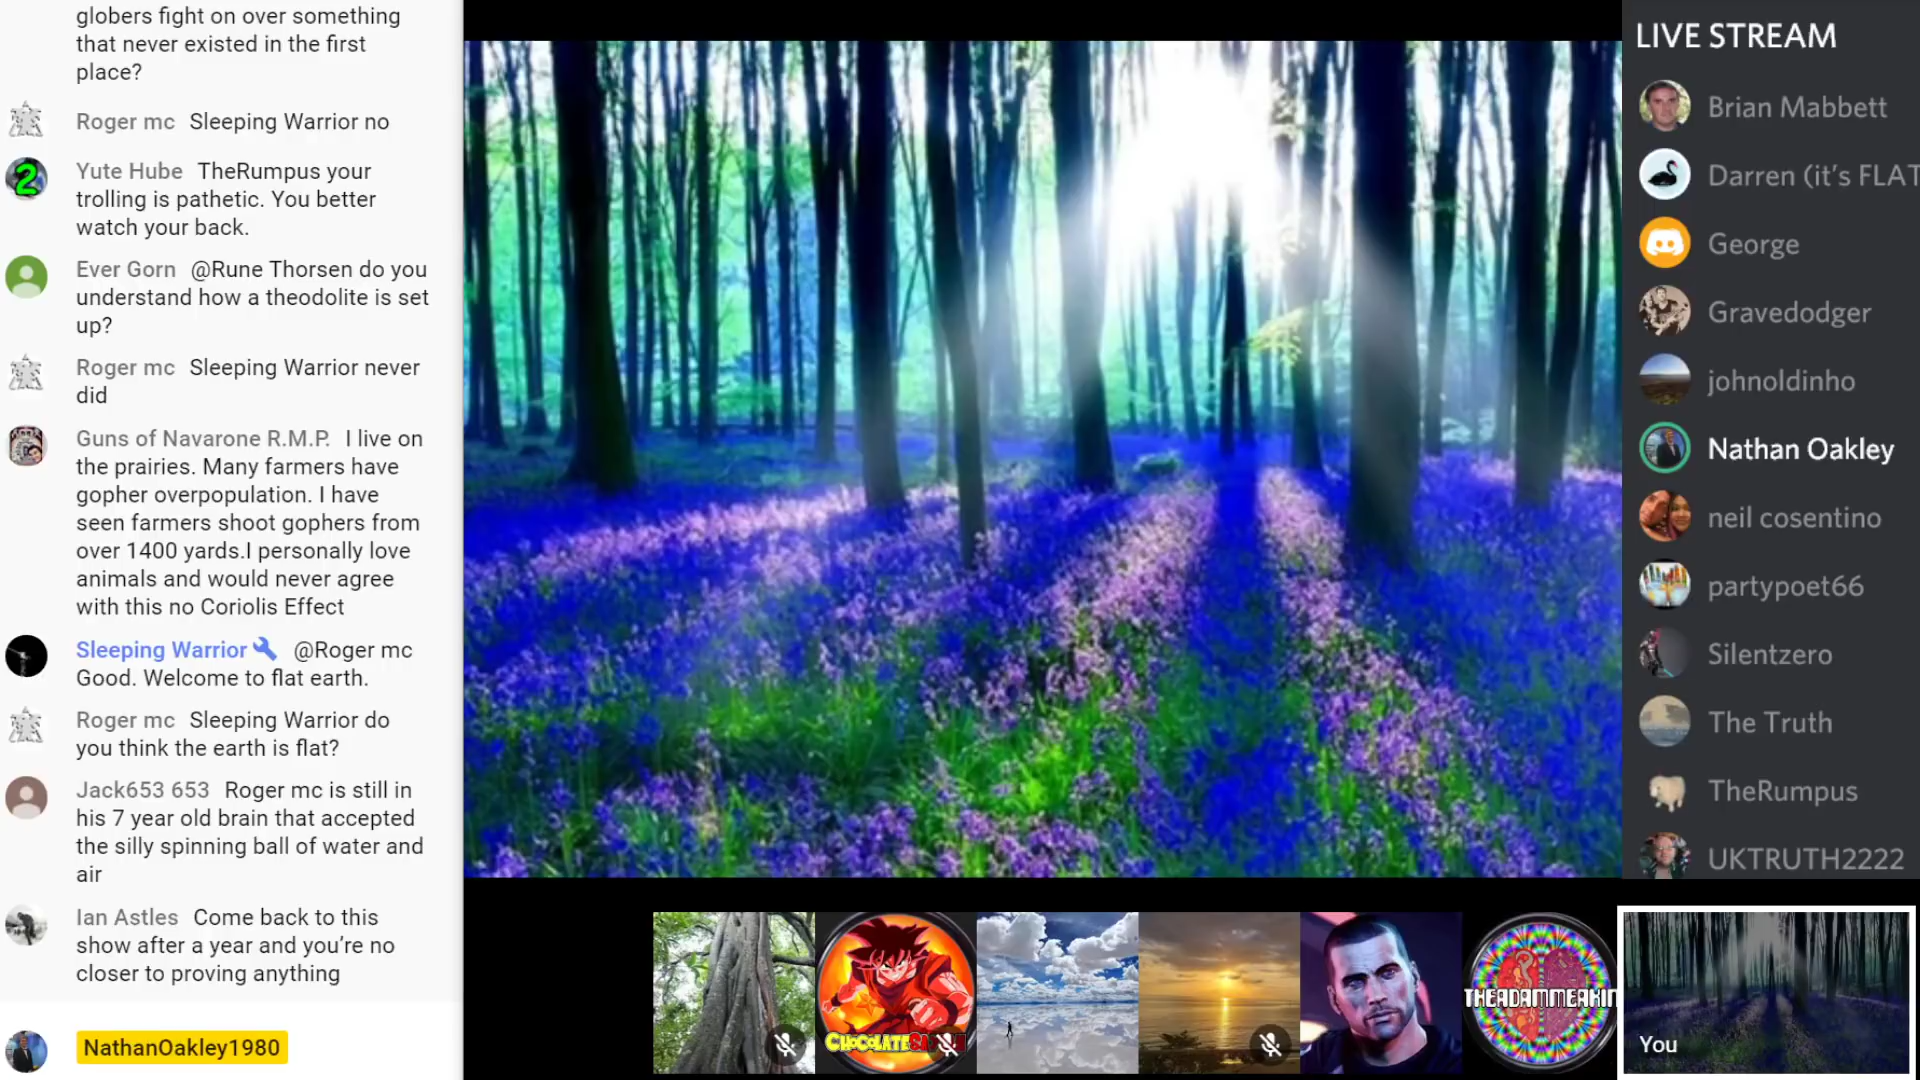 globers fight on over something
that never existed in the first
place?
Roger mc Sleeping Warrior no
Yute Hube TheRumpus your
trolling is pathetic. You better
watch your back.
Ever Gorn @Rune Thorsen do you
understand how a theodolite is set
up?
Roger mc Sleeping Warrior never
did
Guns of Navarone R.M.P. I live on
the prairies. Many farmers have
gopher overpopulation. I have
seen farmers shoot gophers from
over 1400 yards.I personally love
animals and would never agree
with this no Coriolis Effect
Sleeping Warrior @Roger mc
Good. Welcome to flat earth.
Roger mc Sleeping Warrior do
you think the earth is flat?
Jack653 653 Roger mc is still in
his 7 year old brain that accepted
the silly spinning ball of water and
air
Ian Astles Come back to this
show after a year and you’re no
closer to proving anything
NathanOakley1980
2
LIVE STREAM
Brian Mabbett
Darren (it’s FLAT
George
Gravedodger
johnoldinho
Nathan Oakley
neil cosentino
partypoet66
Silentzero
The Truth
TheRumpus
UKTRUTH2222
THEADAMMEAKIN
You